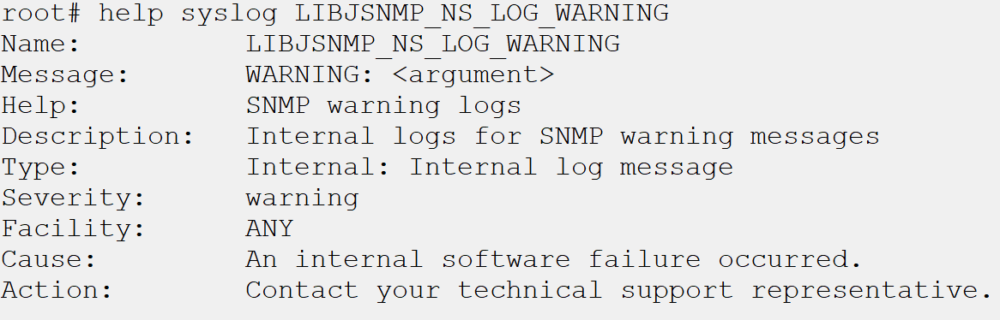 root# help syslog LIBJSNMP_NS_LOG_WARNING
Name:          LIBJSNMP_NS_LOG_WARNING
Message:       WARNING: <argument>
Help:          SNMP warning logs
Description:   Internal logs for SNMP warning messages
Type:          Internal: Internal log message
Severity:      warning
Facility:      ANY
Cause:         An internal software failure occurred.
Action:        Contact your technical support representative.